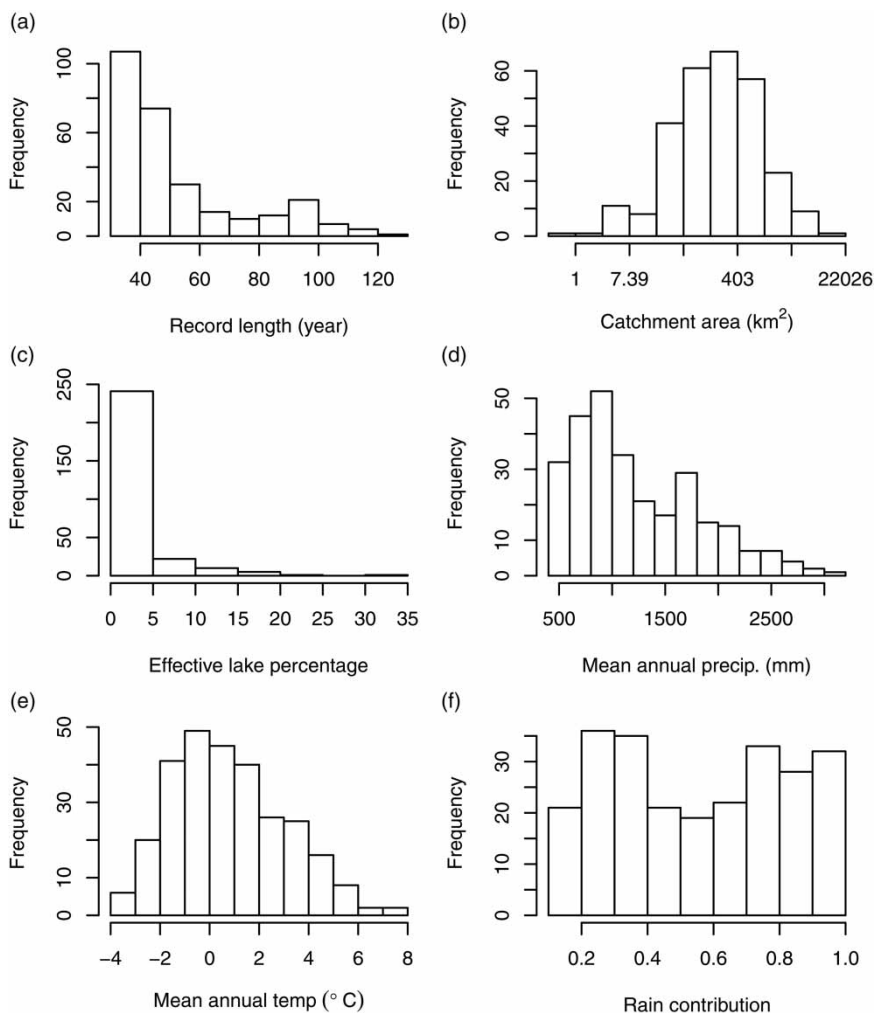 (a)
Frequency
0 20 60 100
40 60 80 100 120
Record length (year)
(b)
Frequency
0 20 40 60
1 7.39 403 22026
Catchment area (km²)
(c)
Frequency
0 50 150 250
0 5 10 15 20 25 30 35
Effective lake percentage
(d)
Frequency
0 10 30 50
500 1500 2500
Mean annual precip. (mm)
(e)
Frequency
0 10 30 50
−4 −2 0 2 4 6 8
Mean annual temp (° C)
(f)
Frequency
0 10 20 30
0.2 0.4 0.6 0.8 1.0
Rain contribution